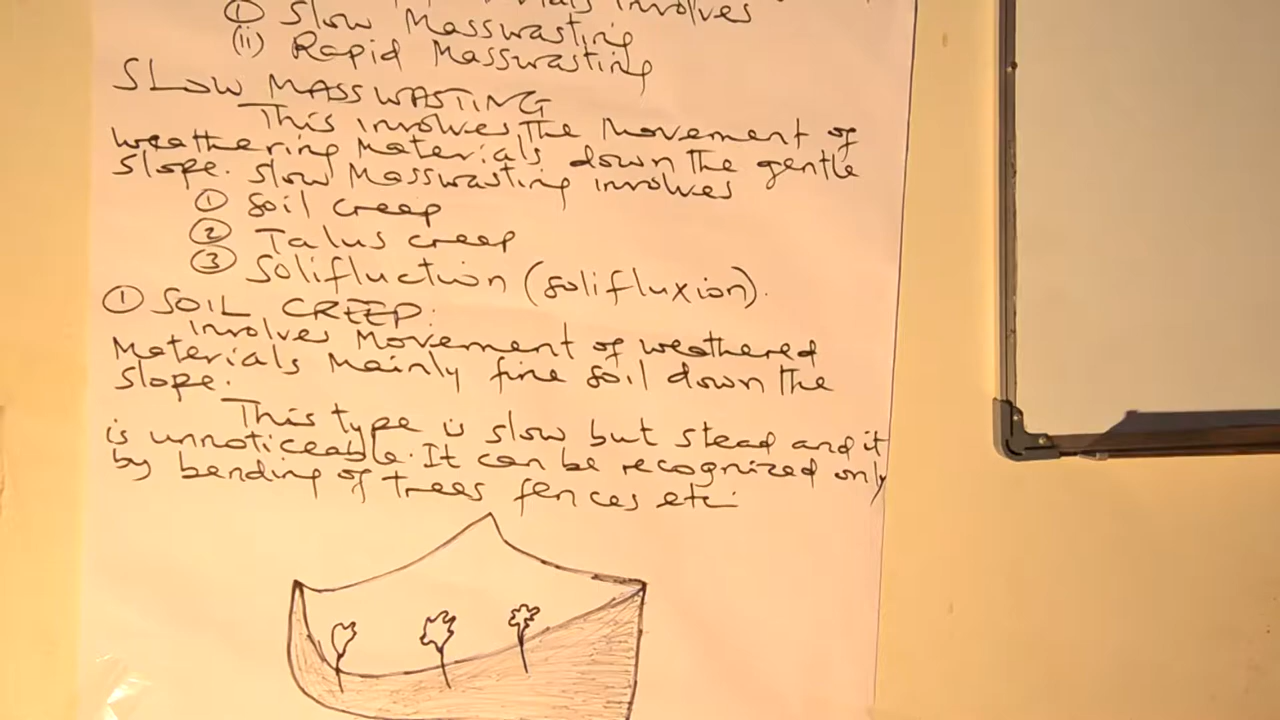 involves
(i) Slow Masswasting
(ii) Rapid Masswasting
SLOW MASSWASTING
This involves the movement of
weathering Materials down the gentle
slope. slow Masswasting involves
① Soil creep
② Talus creep
③ Solifluction (Solifluxion).
① SOIL CREEP:
involves Movement of weathered
Materials Mainly fine soil down the
slope.
This type is slow but stead and it
is unnoticeable. It can be recognized only
by bending of trees fences etc.